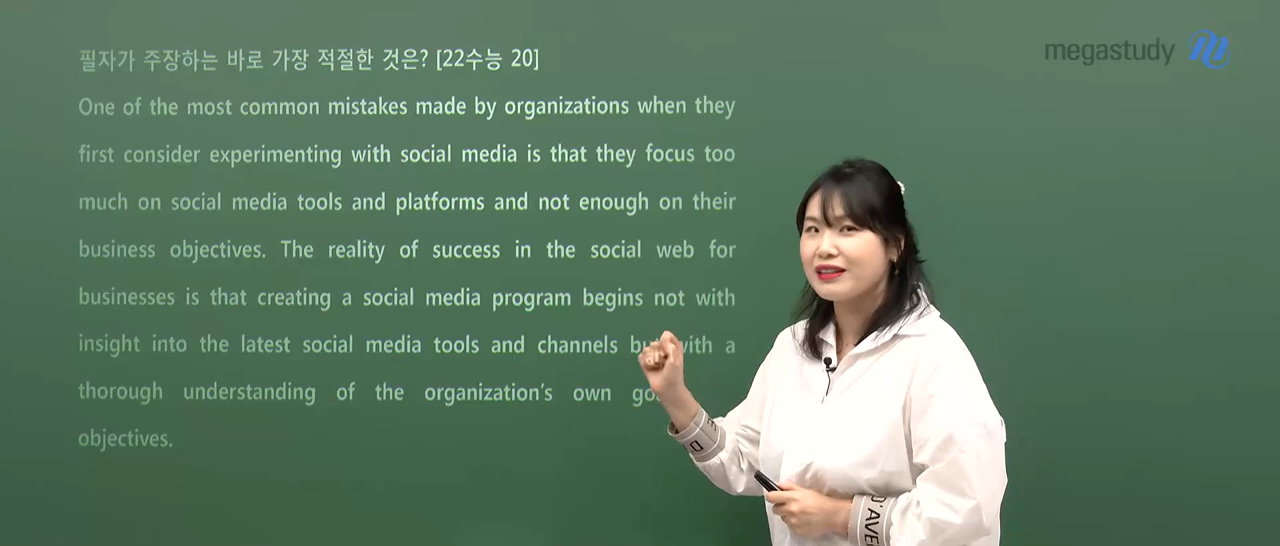 필자가 주장하는 바로 가장 적절한 것은? [22수능 20]
megastudy
One of the most common mistakes made by organizations when they
first consider experimenting with social media is that they focus too
much on social media tools and platforms and not enough on their
business objectives. The reality of success in the social web for
businesses is that creating a social media program begins not with
insight into the latest social media tools and channels but with a
thorough understanding of the organization's own
objectives.
D'AVE